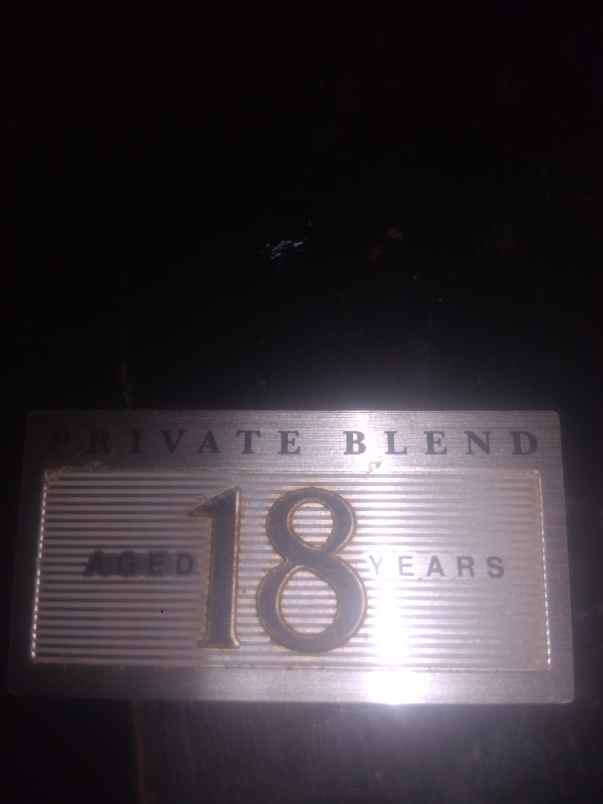 PRIVATE BLEND
AGED 18 YEARS